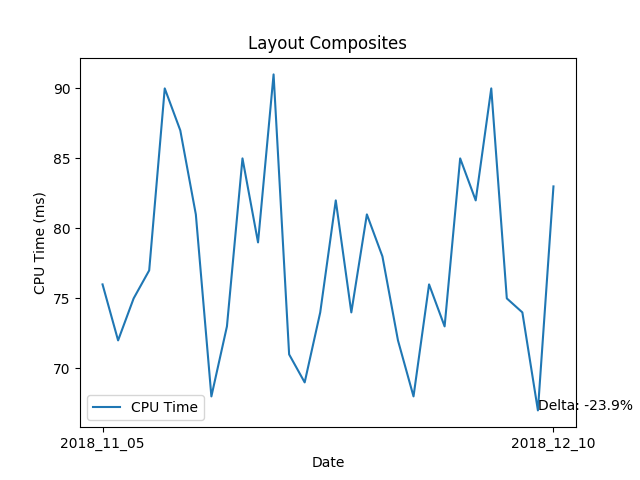 Layout Composites
90
85
80
75
70
CPU Time (ms)
CPU Time
Delta: -23.9%
2018_11_05
2018_12_10
Date